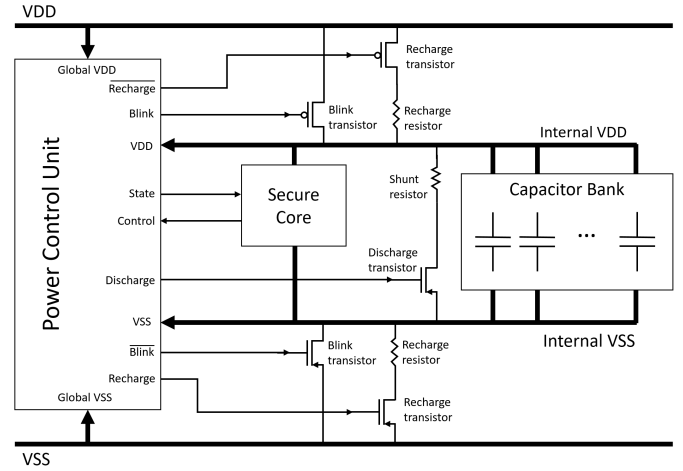 VDD
Global VDD
Recharge
Blink
VDD
State
Control
Discharge
VSS
Blink
Recharge
Global VSS
Power Control Unit
Recharge
transistor
Blink
transistor
Recharge
resistor
Internal VDD
Secure
Core
Shunt
resistor
Capacitor Bank
...
Discharge
transistor
Internal VSS
Blink
transistor
Recharge
resistor
Recharge
transistor
VSS